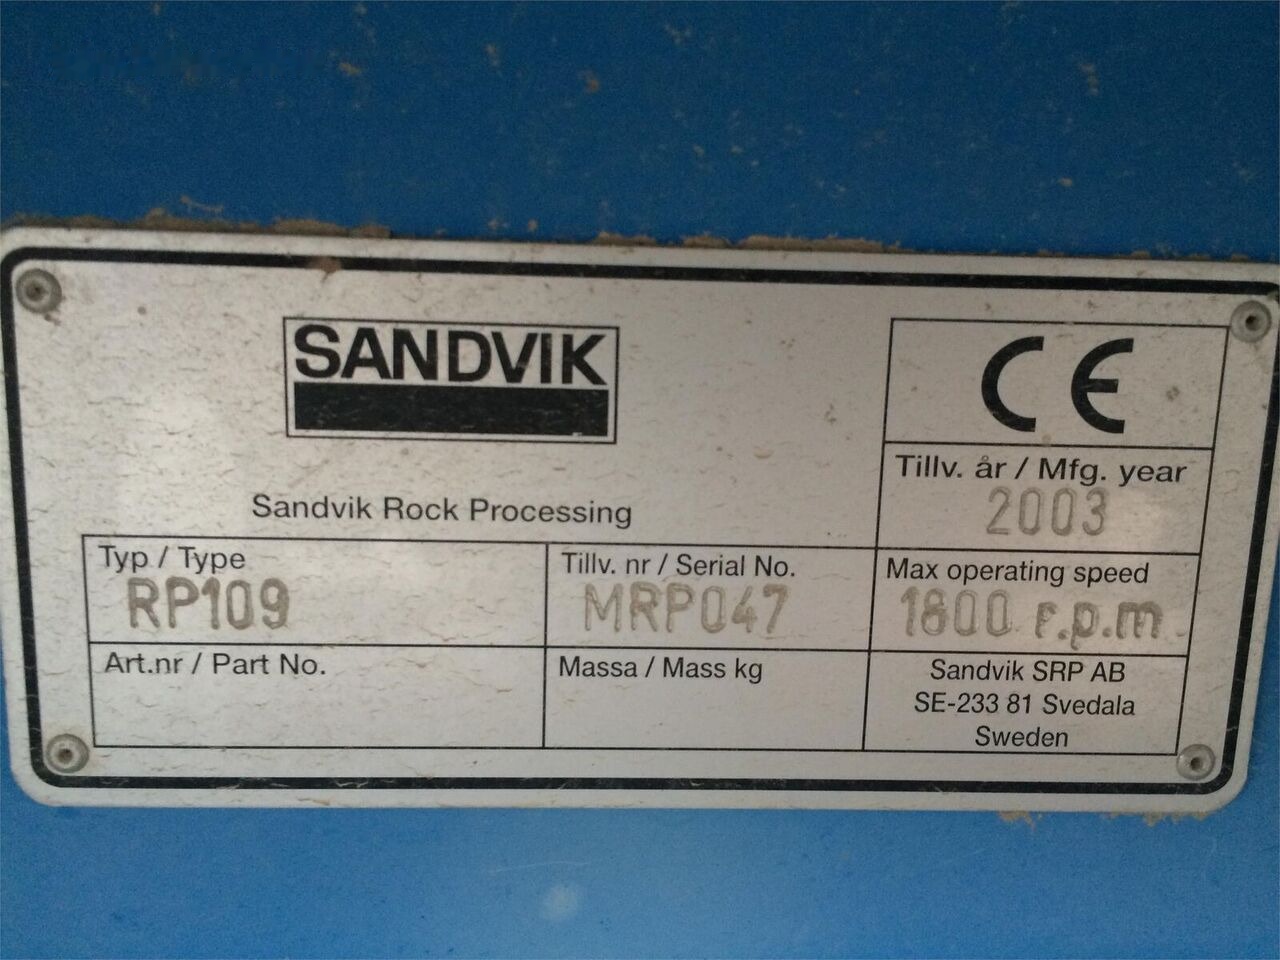 SANDVIK
CE
Tillv. år / Mfg. year
2003
Sandvik Rock Processing
Typ / Type
RP109
Tillv. nr / Serial No.
MRP047
Max operating speed
1800 r.p.m
Art.nr / Part No.
Massa / Mass kg
Sandvik SRP AB
SE-233 81 Svedala
Sweden